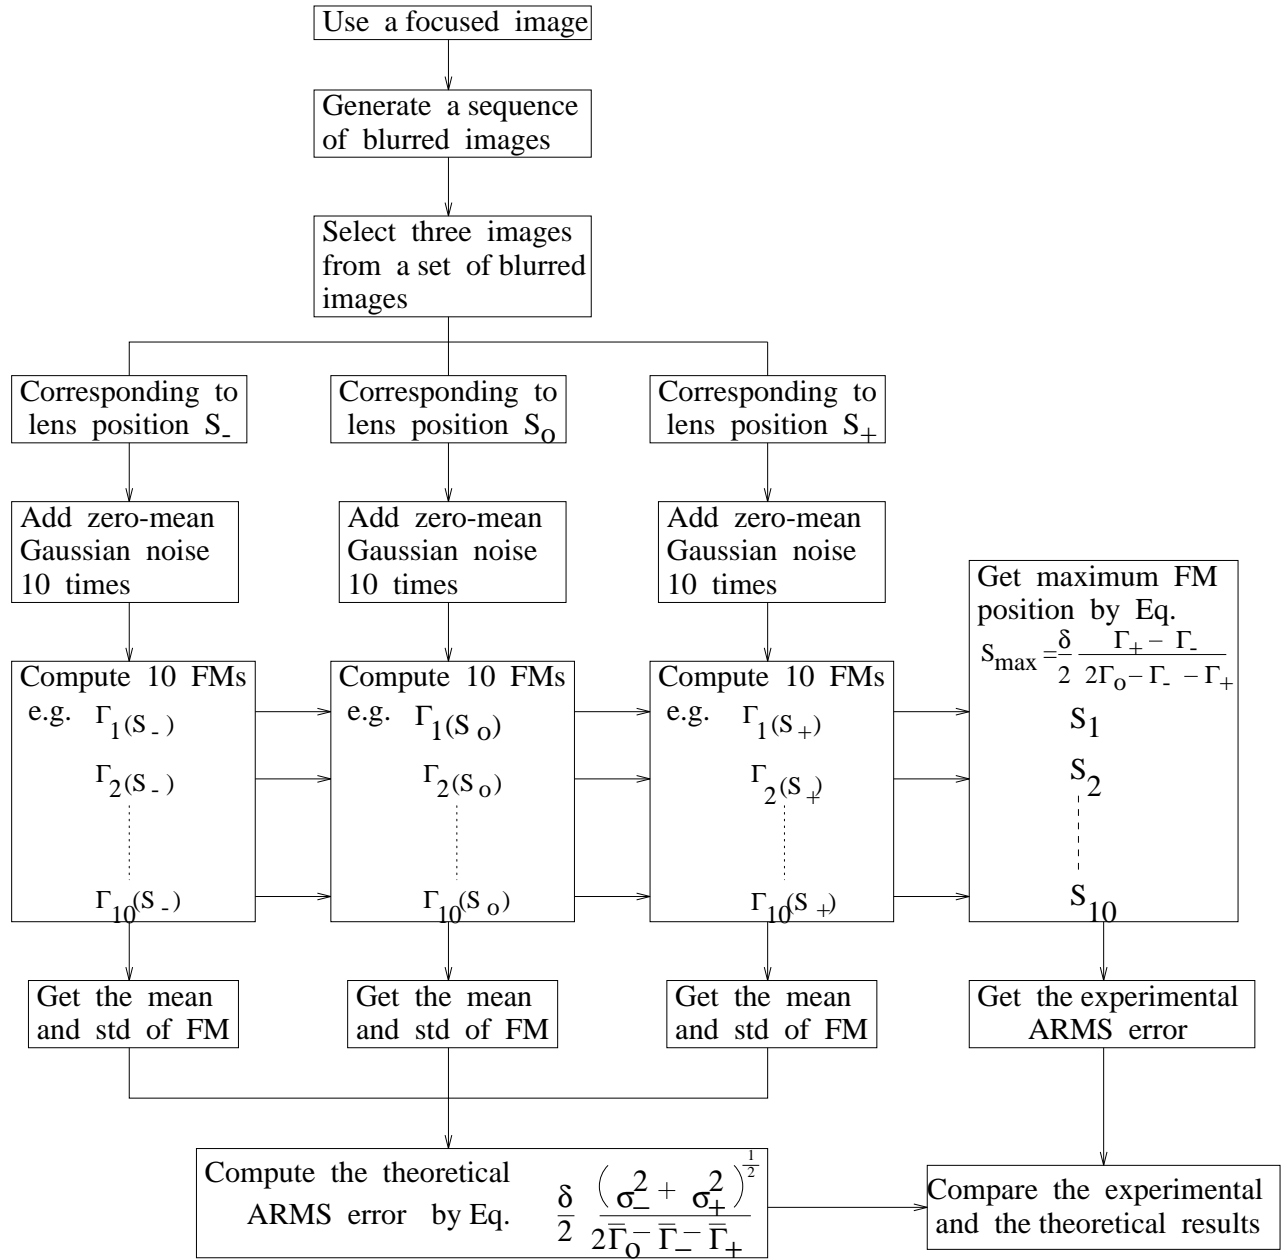 Use a focused image
Generate a sequence
of blurred images
Select three images
from a set of blurred
images
Corresponding to
lens position S_-
Corresponding to
lens position S_o
Corresponding to
lens position S_+
Add zero-mean
Gaussian noise
10 times
Add zero-mean
Gaussian noise
10 times
Add zero-mean
Gaussian noise
10 times
Compute 10 FMs
e.g. Γ_1(S_-)
Γ_2(S_-)
Γ_10(S_-)
Compute 10 FMs
e.g. Γ_1(S_o)
Γ_2(S_o)
Γ_10(S_o)
Compute 10 FMs
e.g. Γ_1(S_+)
Γ_2(S_+)
Γ_10(S_+)
Get maximum FM
position by Eq.
S_max = δ/2 (Γ_+ − Γ_-)/(2Γ_o − Γ_- − Γ_+)
S_1
S_2
S_10
Get the mean
and std of FM
Get the mean
and std of FM
Get the mean
and std of FM
Get the experimental
ARMS error
Compute the theoretical
ARMS error by Eq. δ/2 (σ_-^2 + σ_+^2)^{1/2}/(2Γ̅_o − Γ̅_- − Γ̅_+)
Compare the experimental
and the theoretical results